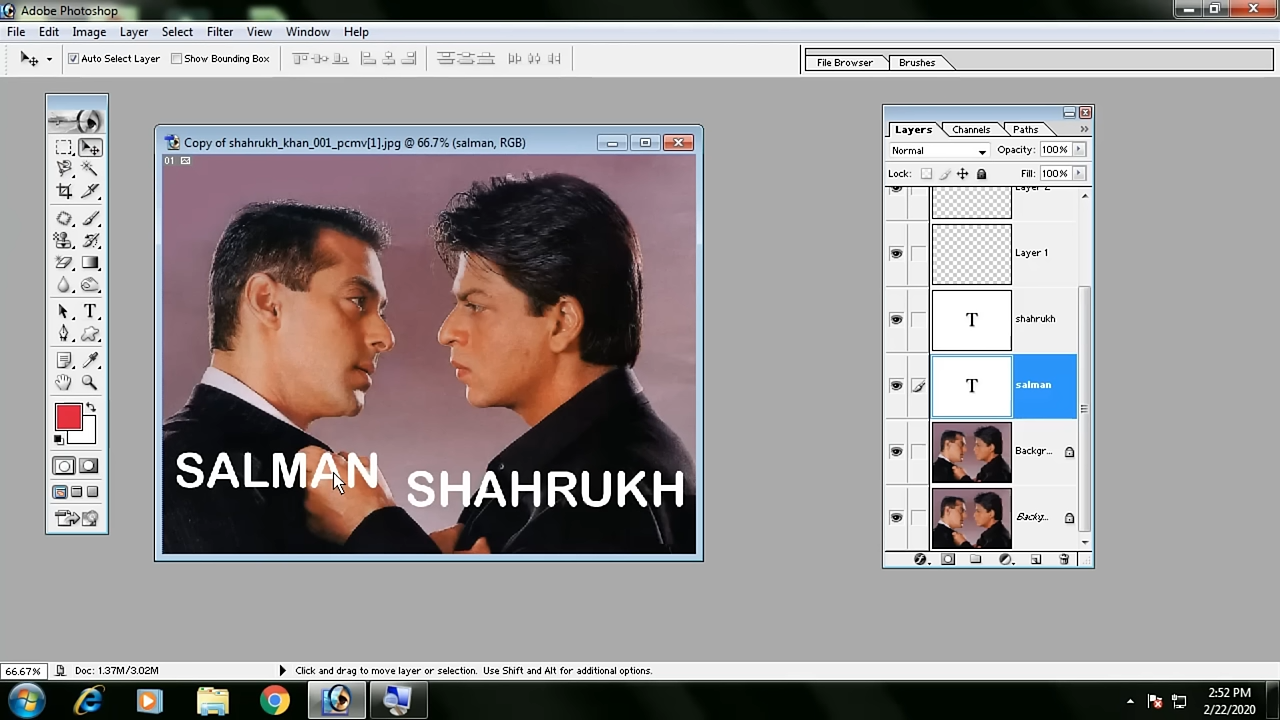 Adobe Photoshop
File Edit Image Layer Select Filter View Window Help
Auto Select Layer Show Bounding Box
File Browser Brushes
Copy of shahrukh_khan_001_pcmv[1].jpg @ 66.7% (salman, RGB)
01
SALMAN
SHAHRUKH
Layers Channels Paths
Normal Opacity: 100%
Lock: Fill: 100%
Layer 2
Layer 1
T shahrukh
T salman
Backgr...
Backg...
66.67% Doc: 1.37M/3.02M Click and drag to move layer or selection. Use Shift and Alt for additional options.
2:52 PM
2/22/2020